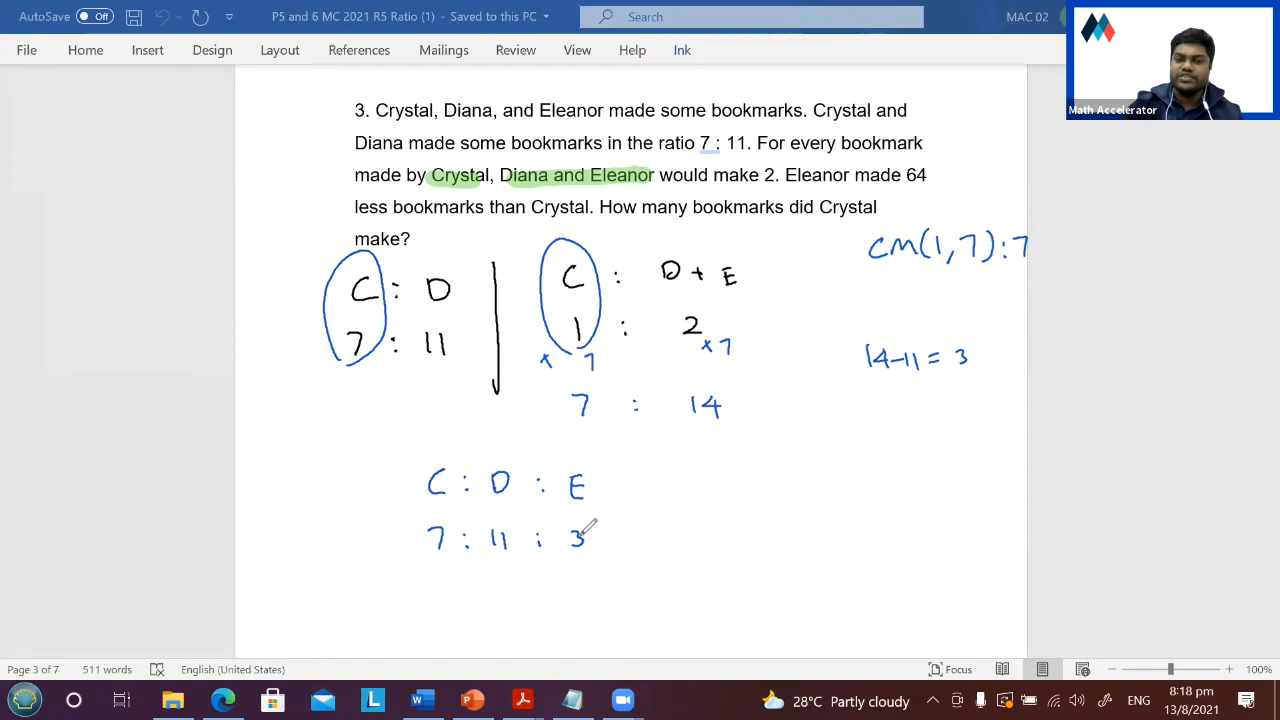 AutoSave Off P5 and 6 MC 2021 R5 Ratio (1) - Saved to this PC Search MAC 02
File Home Insert Design Layout References Mailings Review View Help Ink
Math Accelerator
3. Crystal, Diana, and Eleanor made some bookmarks. Crystal and
Diana made some bookmarks in the ratio 7 : 11. For every bookmark
made by Crystal, Diana and Eleanor would make 2. Eleanor made 64
less bookmarks than Crystal. How many bookmarks did Crystal
make?
CM(1,7):7
C : D
C : D + E
7 : 11
1 : 2
×7 ×7
14-11 = 3
7 : 14
C : D : E
7 : 11 : 3
Page 3 of 7 511 words English (United States) Focus 100%
28°C Partly cloudy ENG 8:18 pm
13/8/2021